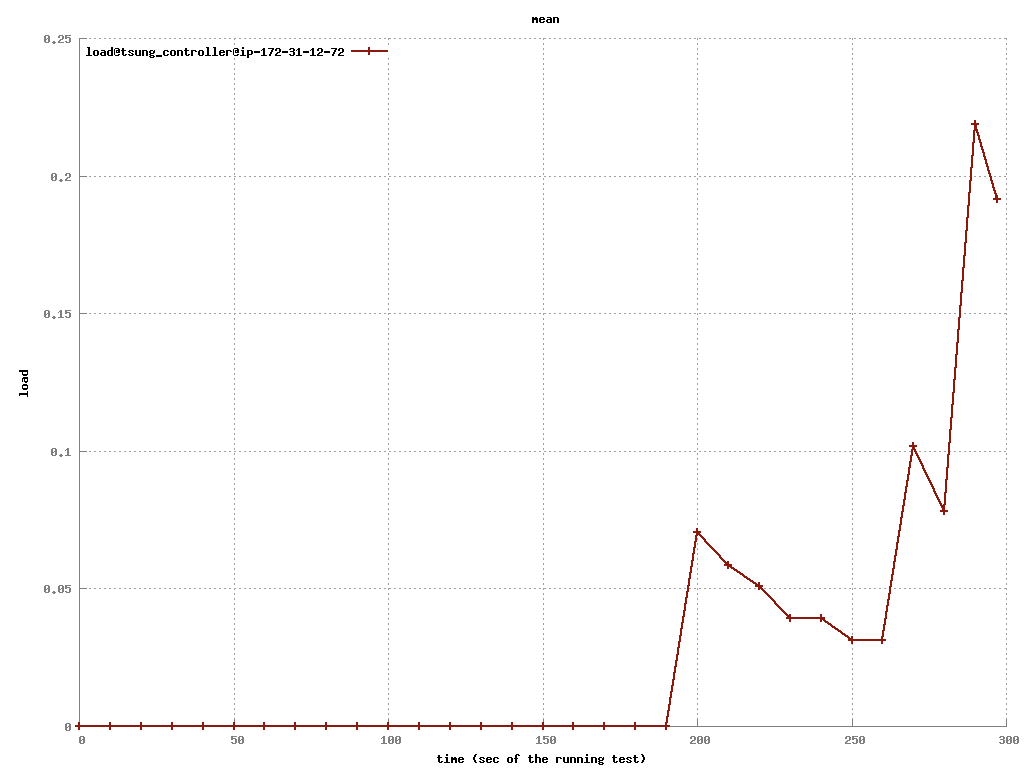 mean
0.25
load@tsung_controller@ip-172-31-12-72
0.2
0.15
load
0.1
0.05
0
0 50 100 150 200 250 300
time (sec of the running test)